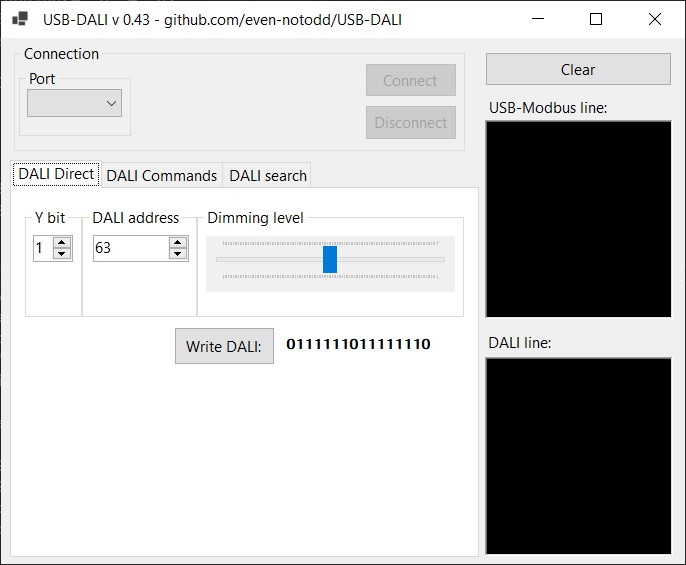 USB-DALI v 0.43 - github.com/even-notodd/USB-DALI
Connection
Port
Connect
Disconnect
Clear
USB-Modbus line:
DALI Direct
DALI Commands
DALI search
Y bit
DALI address
Dimming level
1
63
Write DALI:
0111111011111110
DALI line: